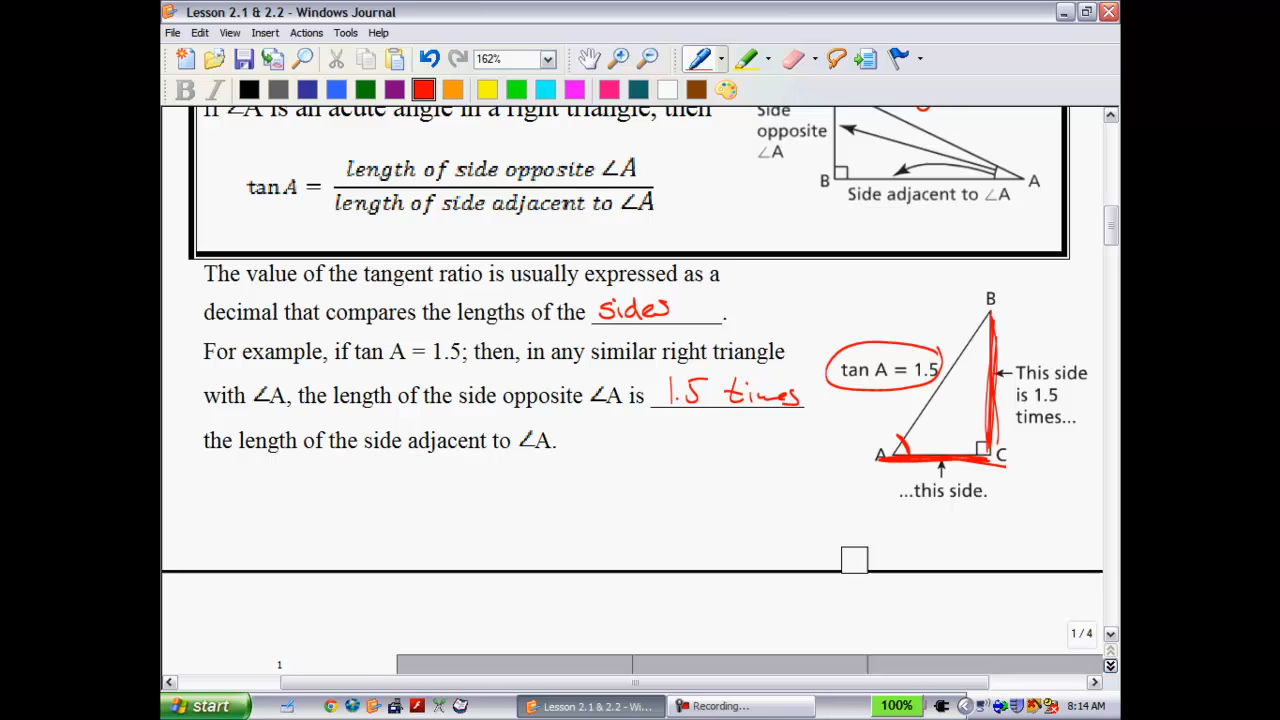 Lesson 2.1 & 2.2 - Windows Journal
File Edit View Insert Actions Tools Help
162%
B I
If ∠A is an acute angle in a right triangle, then
tan A = length of side opposite ∠A
length of side adjacent to ∠A
Side
opposite
∠A
B
A
Side adjacent to ∠A
The value of the tangent ratio is usually expressed as a
decimal that compares the lengths of the sides.
For example, if tan A = 1.5; then, in any similar right triangle
with ∠A, the length of the side opposite ∠A is 1.5 times
the length of the side adjacent to ∠A.
B
tan A = 1.5
This side
is 1.5
times...
A
C
...this side.
1 / 4
1
start
Lesson 2.1 & 2.2 - Wi...
Recording...
100%
8:14 AM